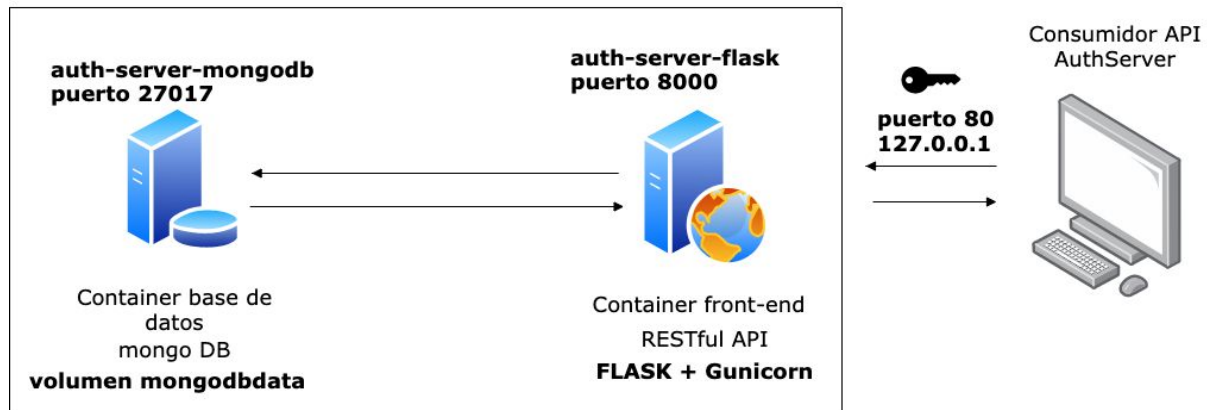 auth-server-mongodb
puerto 27017
Container base de
datos
mongo DB
volumen mongodbdata
auth-server-flask
puerto 8000
Container front-end
RESTful API
FLASK + Gunicorn
puerto 80
127.0.0.1
Consumidor API
AuthServer